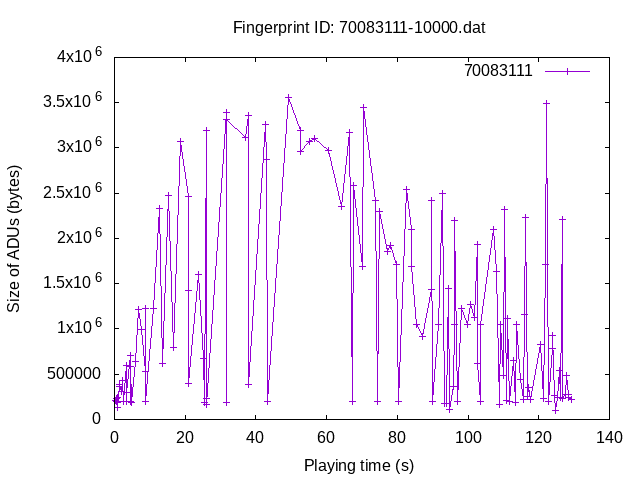 Fingerprint ID: 70083111-10000.dat
70083111
Size of ADUs (bytes)
4x10^6
3.5x10^6
3x10^6
2.5x10^6
2x10^6
1.5x10^6
1x10^6
500000
0
0 20 40 60 80 100 120 140
Playing time (s)